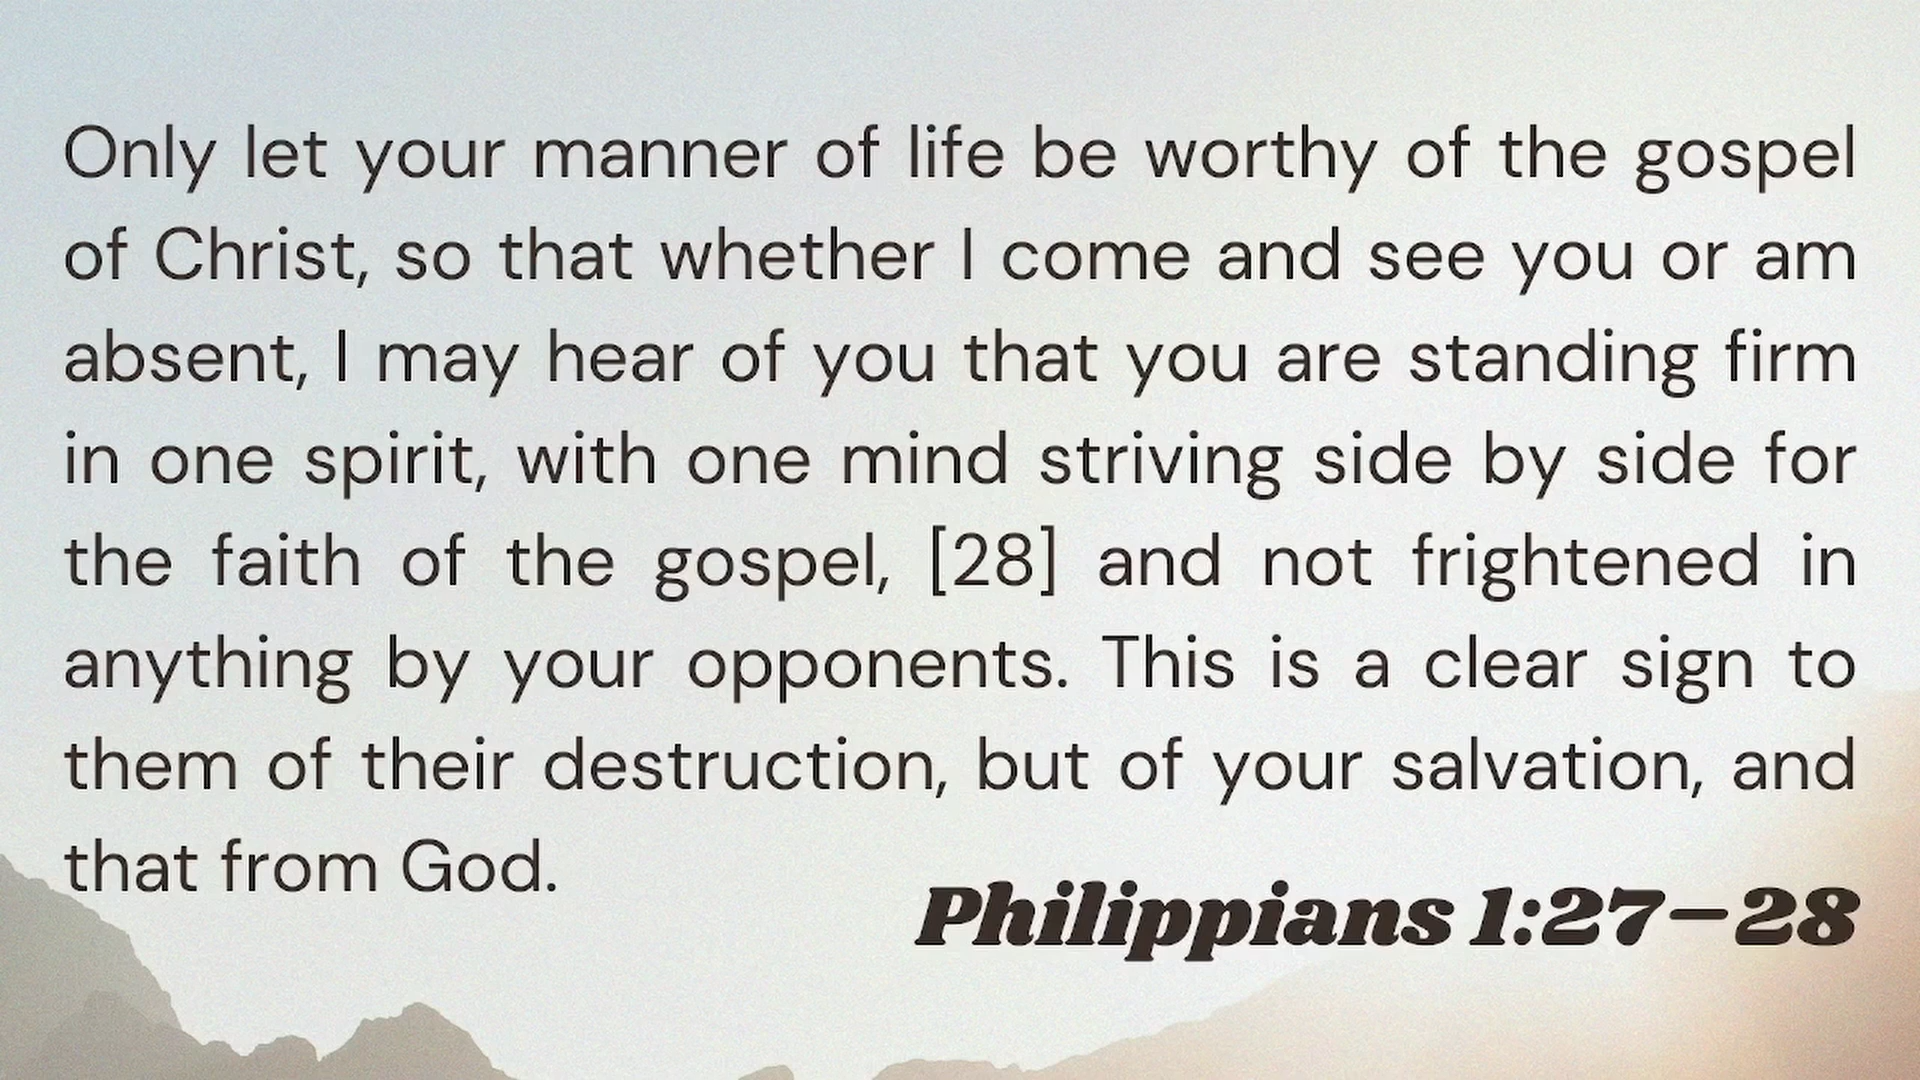 Only let your manner of life be worthy of the gospel
of Christ, so that whether I come and see you or am
absent, I may hear of you that you are standing firm
in one spirit, with one mind striving side by side for
the faith of the gospel, [28] and not frightened in
anything by your opponents. This is a clear sign to
them of their destruction, but of your salvation, and
that from God.
Philippians 1:27–28